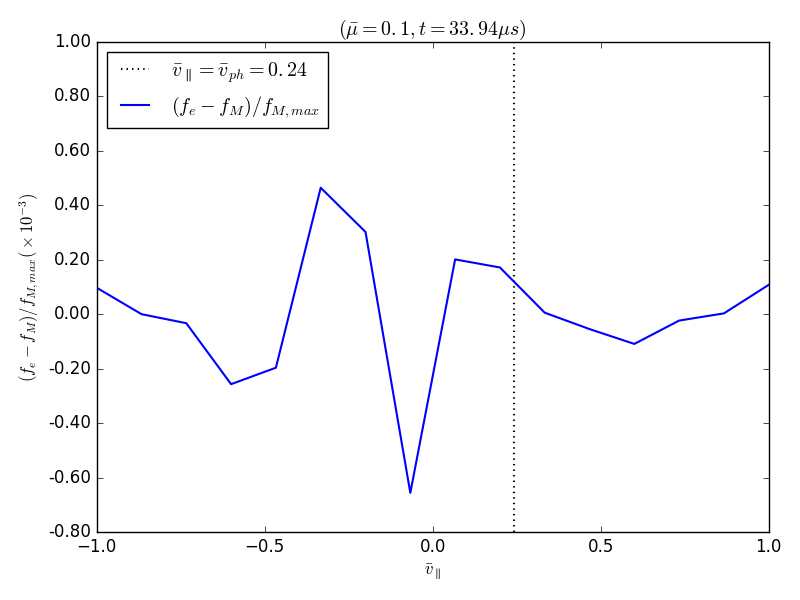 (μ̄ = 0.1, t = 33.94μs)
v̄∥ = v̄ph = 0.24
(fe − fM)/fM,max
1.00
0.80
0.60
0.40
0.20
0.00
-0.20
-0.40
-0.60
-0.80
(fe − fM)/fM,max(×10⁻³)
−1.0 −0.5 0.0 0.5 1.0
v̄∥